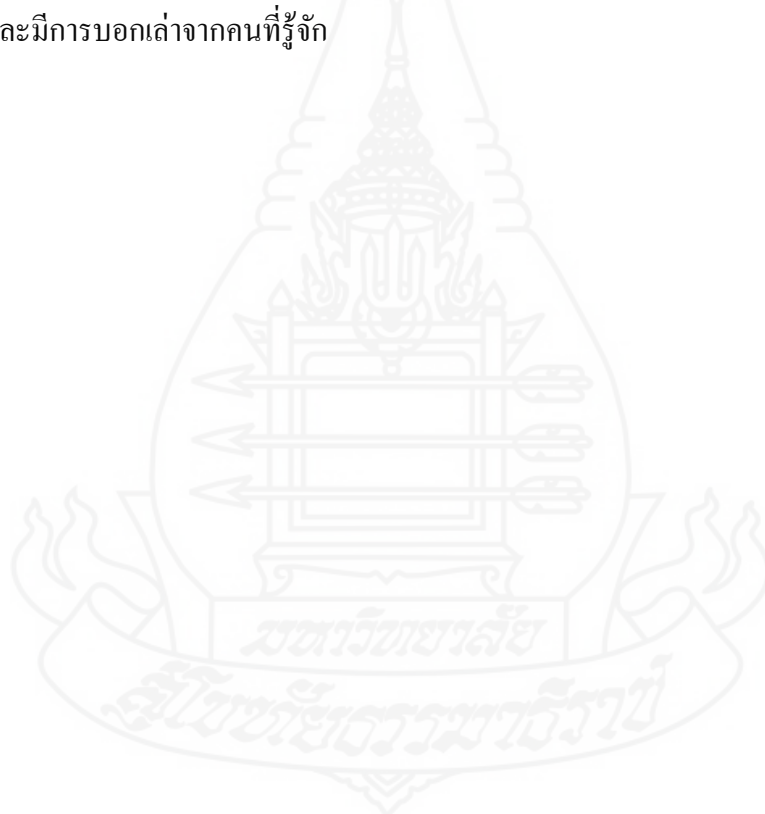 ละมีการบอกเล่าจากคนที่รู้จัก
มหาวิทยาลัย
สุโขทัยธรรมาธิราช